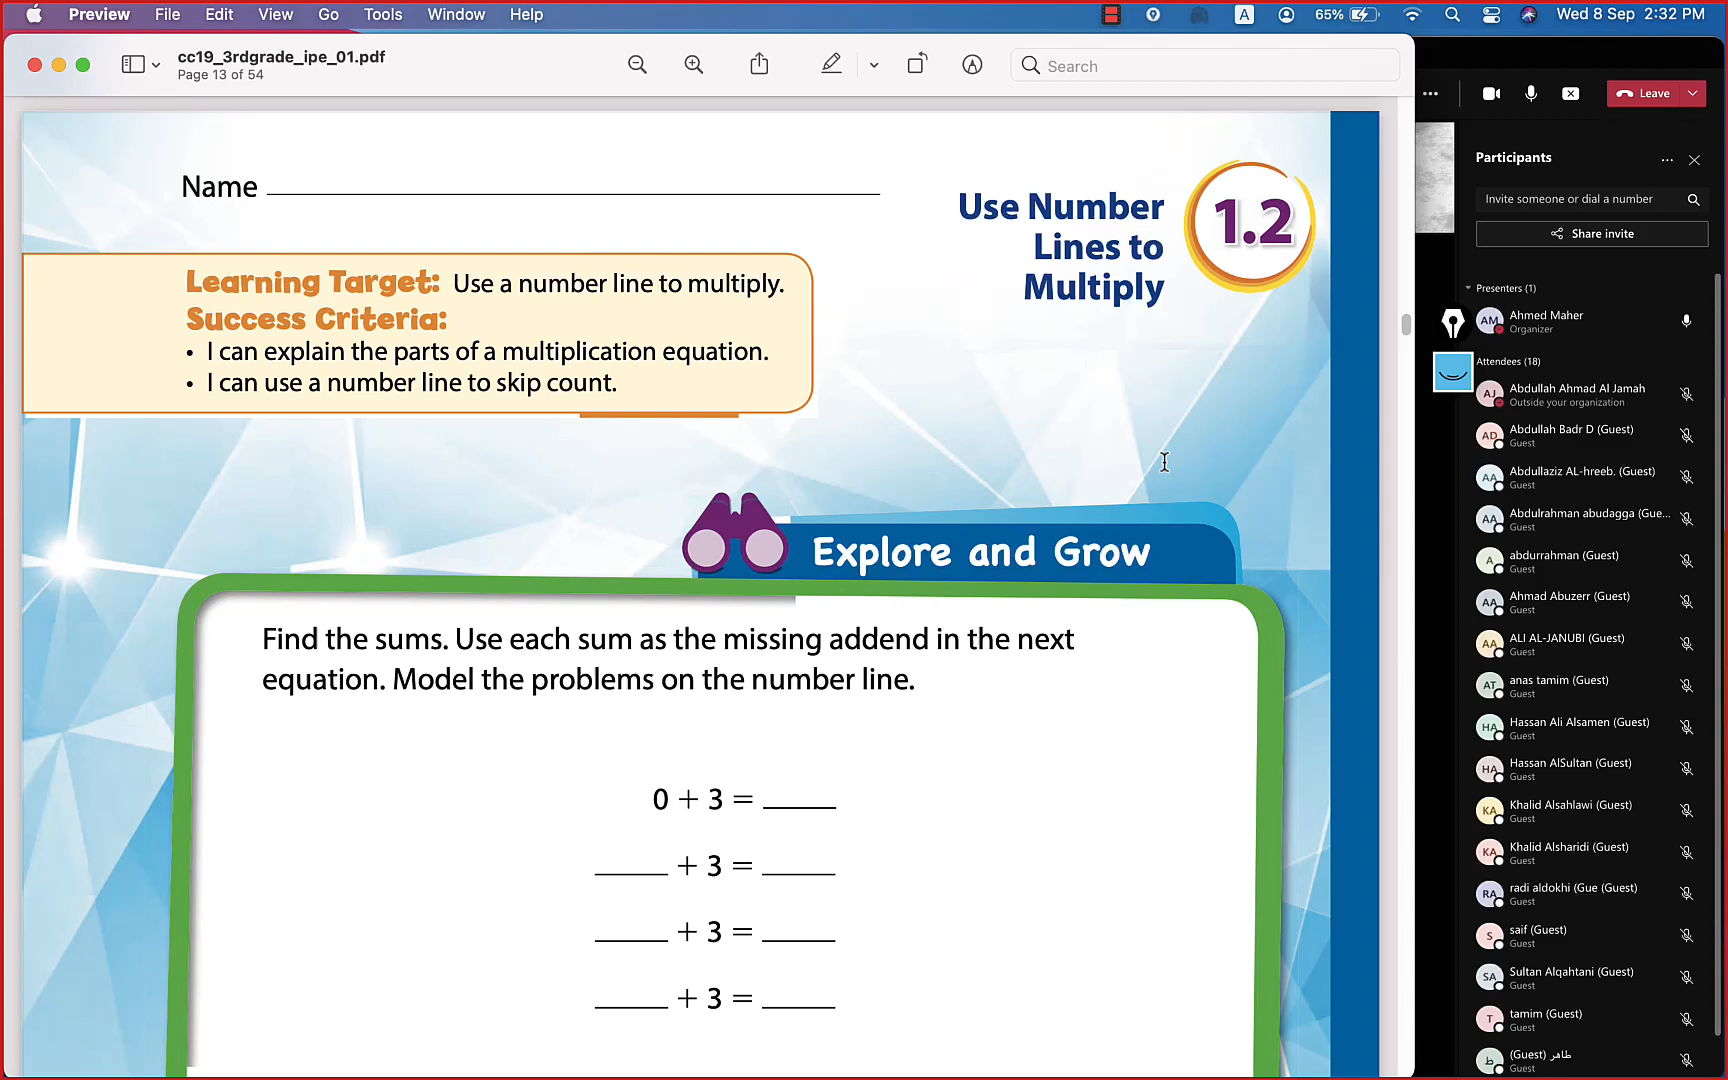 Preview File Edit View Go Tools Window Help
A 65% Wed 8 Sep 2:32 PM
cc19_3rdgrade_ipe_01.pdf
Page 13 of 54
Search
Name
Use Number
Lines to
Multiply
1.2
Learning Target: Use a number line to multiply.
Success Criteria:
• I can explain the parts of a multiplication equation.
• I can use a number line to skip count.
Explore and Grow
Find the sums. Use each sum as the missing addend in the next
equation. Model the problems on the number line.
0 + 3 = _____
_____ + 3 = _____
_____ + 3 = _____
_____ + 3 = _____
Leave
Participants
Invite someone or dial a number
Share invite
Presenters (1)
AM Ahmed Maher
Organizer
Attendees (18)
AJ Abdullah Ahmad Al Jamah
Outside your organization
AD Abdullah Badr D (Guest)
Guest
AA Abdullaziz AL-hreeb. (Guest)
Guest
AA Abdulrahman abudagga (Gue...
Guest
A abdurrahman (Guest)
Guest
AA Ahmad Abuzerr (Guest)
Guest
AA ALI AL-JANUBI (Guest)
Guest
AT anas tamim (Guest)
Guest
HA Hassan Ali Alsamen (Guest)
Guest
HA Hassan AlSultan (Guest)
Guest
KA Khalid Alsahlawi (Guest)
Guest
KA Khalid Alsharidi (Guest)
Guest
RA radi aldokhi (Gue (Guest)
Guest
S saif (Guest)
Guest
SA Sultan Alqahtani (Guest)
Guest
T tamim (Guest)
Guest
ط (Guest) طاهر
Guest